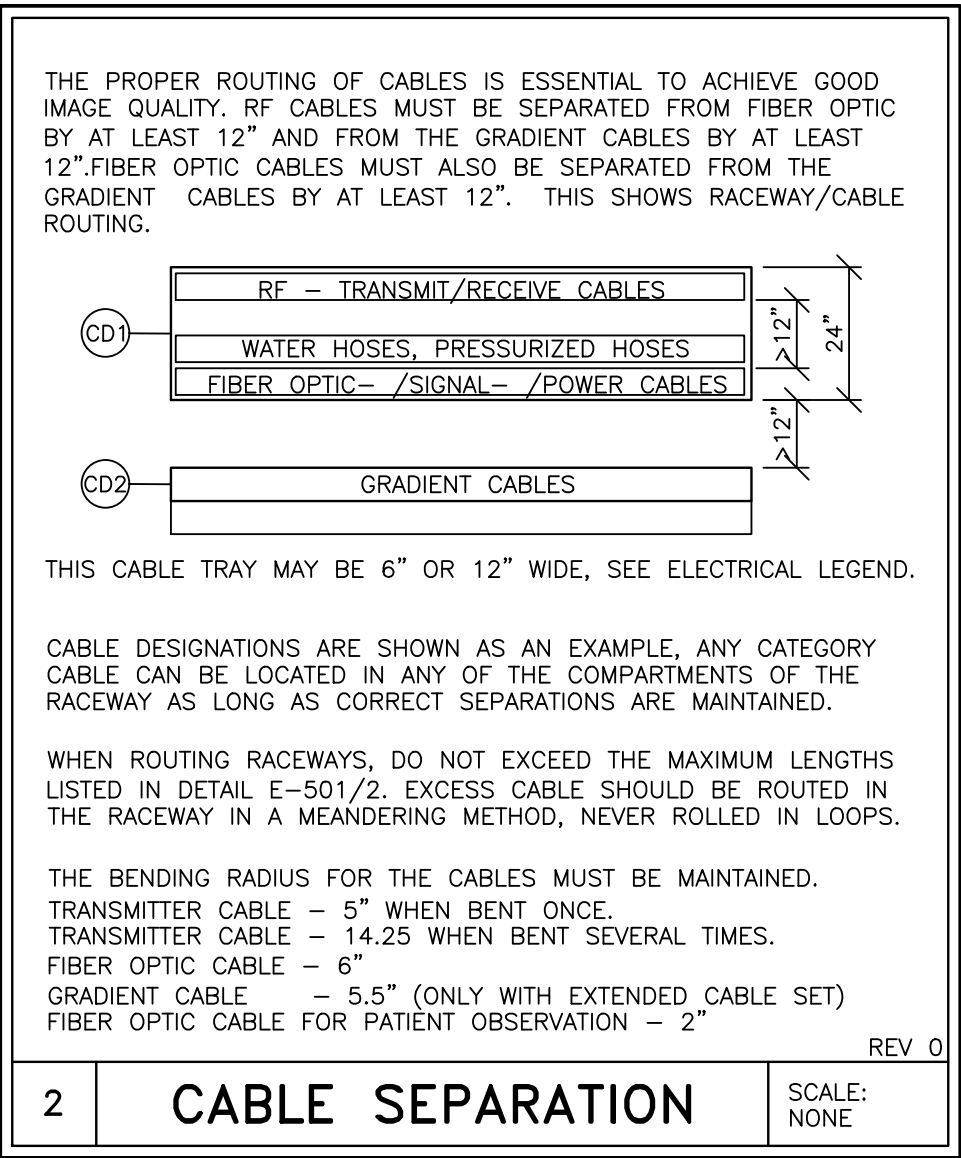 THE PROPER ROUTING OF CABLES IS ESSENTIAL TO ACHIEVE GOOD
IMAGE QUALITY. RF CABLES MUST BE SEPARATED FROM FIBER OPTIC
BY AT LEAST 12” AND FROM THE GRADIENT CABLES BY AT LEAST
12”.FIBER OPTIC CABLES MUST ALSO BE SEPARATED FROM THE
GRADIENT CABLES BY AT LEAST 12”. THIS SHOWS RACEWAY/CABLE
ROUTING.
RF – TRANSMIT/RECEIVE CABLES
CD1
WATER HOSES, PRESSURIZED HOSES
FIBER OPTIC– /SIGNAL– /POWER CABLES
>12”
24”
>12”
CD2
GRADIENT CABLES
THIS CABLE TRAY MAY BE 6” OR 12” WIDE, SEE ELECTRICAL LEGEND.
CABLE DESIGNATIONS ARE SHOWN AS AN EXAMPLE, ANY CATEGORY
CABLE CAN BE LOCATED IN ANY OF THE COMPARTMENTS OF THE
RACEWAY AS LONG AS CORRECT SEPARATIONS ARE MAINTAINED.
WHEN ROUTING RACEWAYS, DO NOT EXCEED THE MAXIMUM LENGTHS
LISTED IN DETAIL E–501/2. EXCESS CABLE SHOULD BE ROUTED IN
THE RACEWAY IN A MEANDERING METHOD, NEVER ROLLED IN LOOPS.
THE BENDING RADIUS FOR THE CABLES MUST BE MAINTAINED.
TRANSMITTER CABLE – 5” WHEN BENT ONCE.
TRANSMITTER CABLE – 14.25 WHEN BENT SEVERAL TIMES.
FIBER OPTIC CABLE – 6”
GRADIENT CABLE – 5.5” (ONLY WITH EXTENDED CABLE SET)
FIBER OPTIC CABLE FOR PATIENT OBSERVATION – 2”
REV 0
2
CABLE SEPARATION
SCALE:
NONE